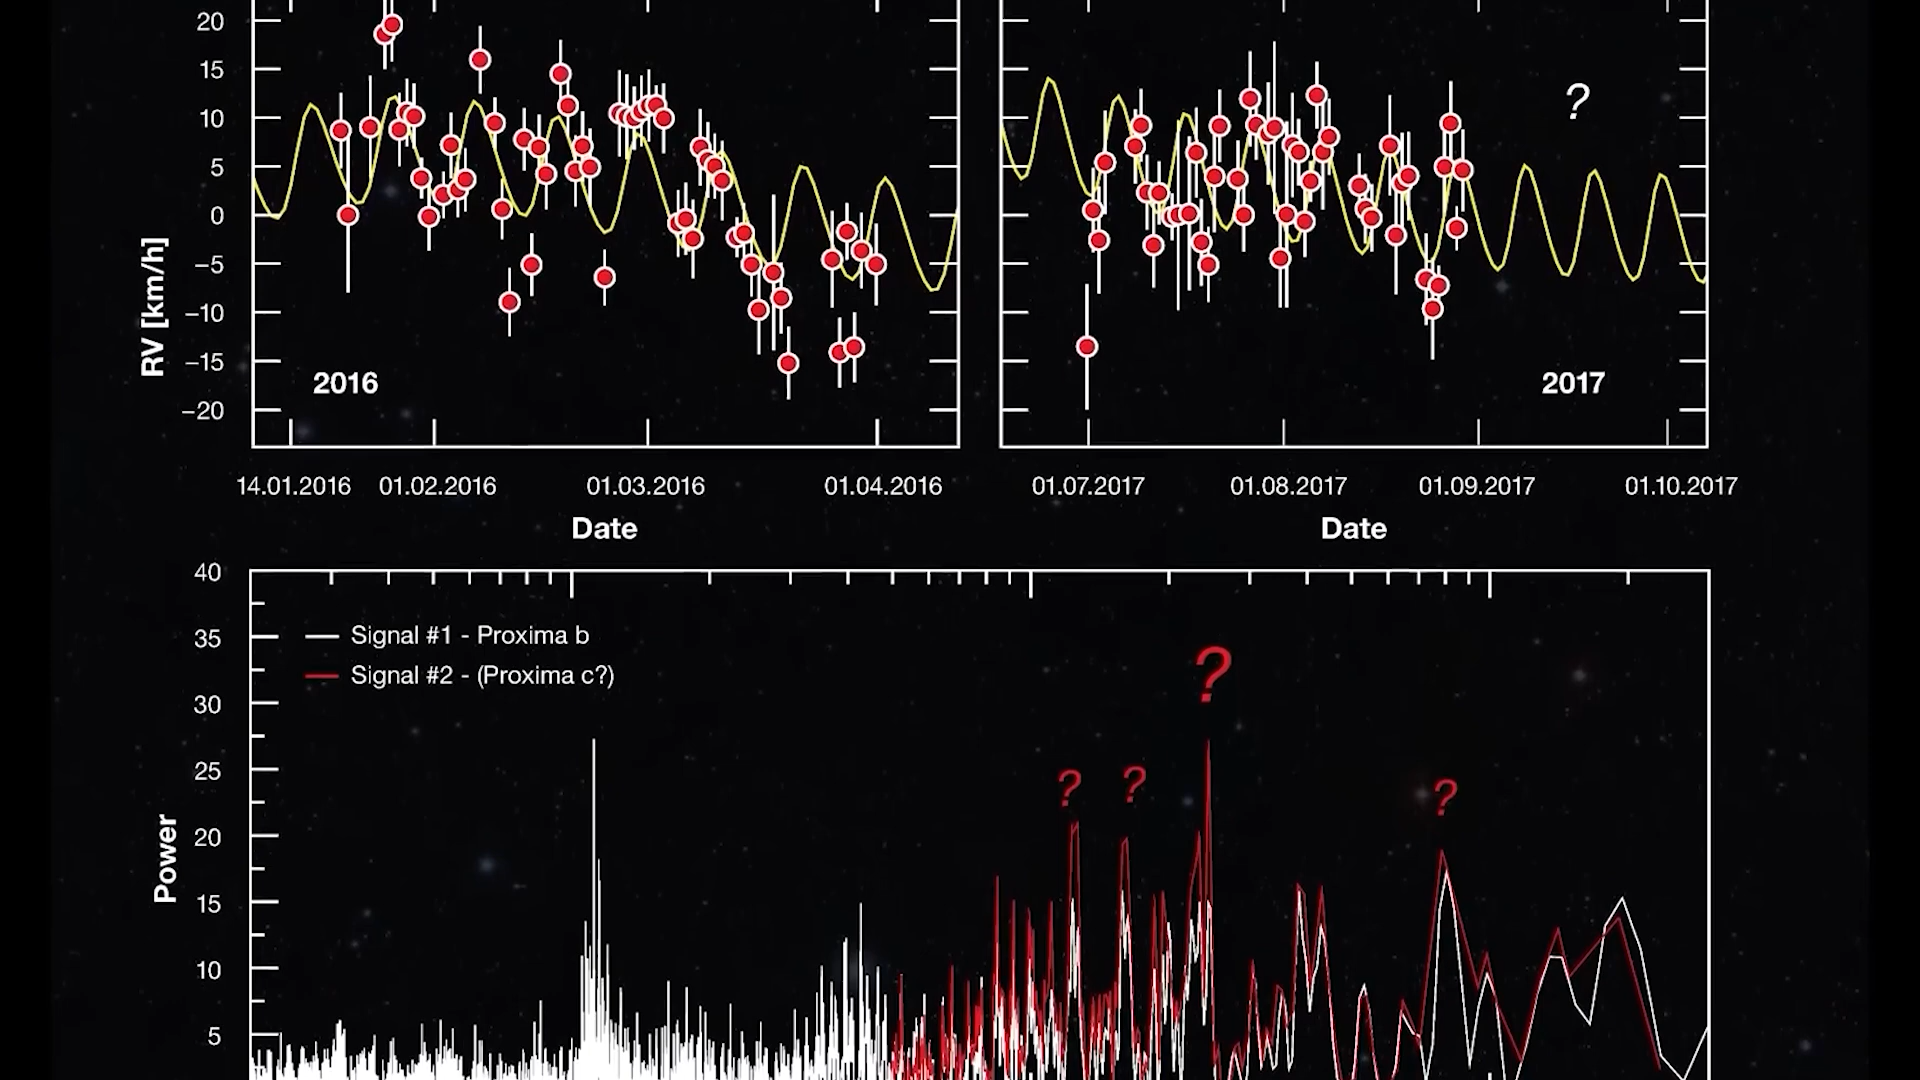 20
15
10
5
0
−5
−10
−15
−20
RV [km/h]
2016
?
2017
14.01.2016 01.02.2016 01.03.2016 01.04.2016
01.07.2017 01.08.2017 01.09.2017 01.10.2017
Date
Date
40
35
30
25
20
15
10
5
Power
Signal #1 - Proxima b
Signal #2 - (Proxima c?)
?
? ? ?